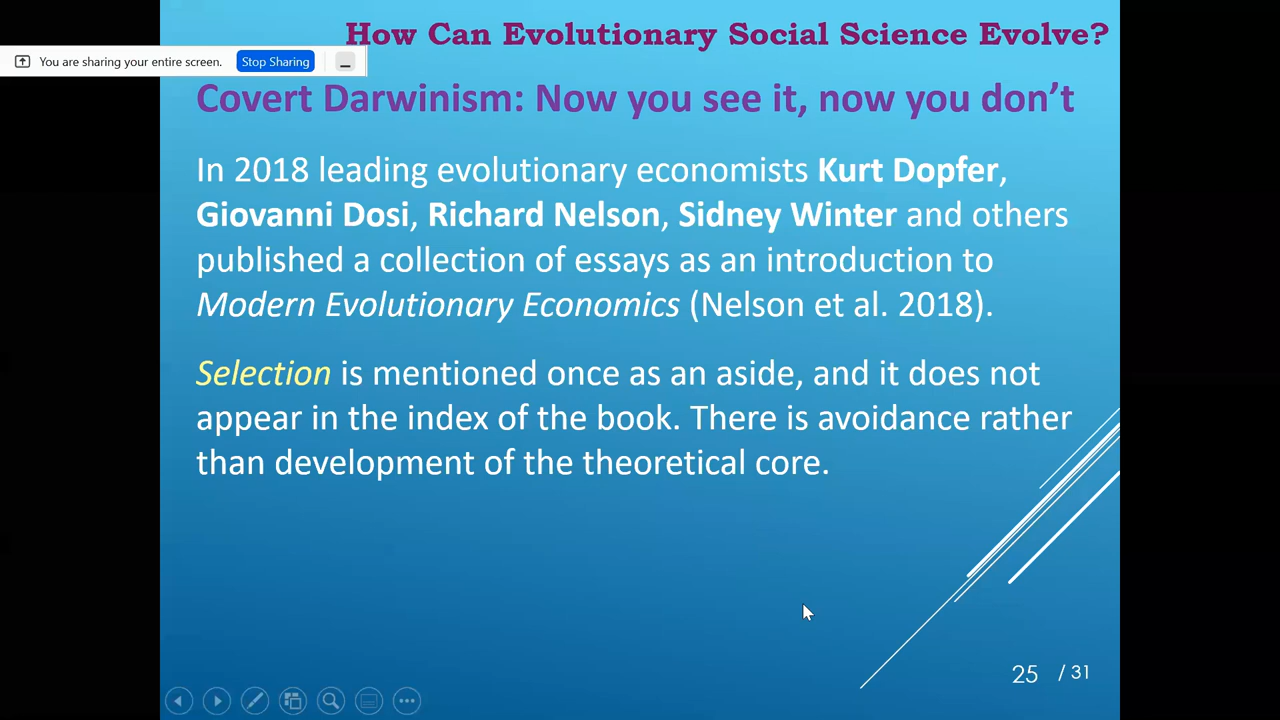 How Can Evolutionary Social Science Evolve?
You are sharing your entire screen. Stop Sharing
Covert Darwinism: Now you see it, now you don’t
In 2018 leading evolutionary economists Kurt Dopfer,
Giovanni Dosi, Richard Nelson, Sidney Winter and others
published a collection of essays as an introduction to
Modern Evolutionary Economics (Nelson et al. 2018).
Selection is mentioned once as an aside, and it does not
appear in the index of the book. There is avoidance rather
than development of the theoretical core.
25 / 31